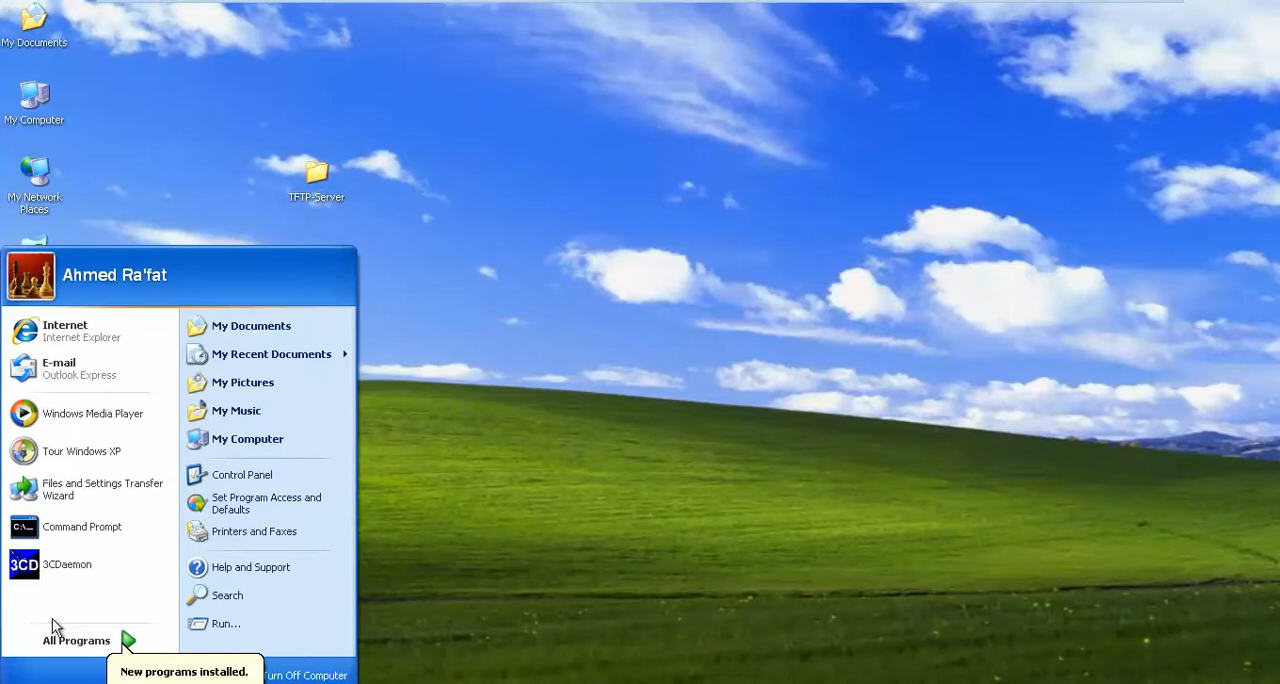 My Documents
My Computer
My Network
Places
TFTP-Server
Ahmed Ra'fat
Internet
Internet Explorer
E-mail
Outlook Express
Windows Media Player
Tour Windows XP
Files and Settings Transfer
Wizard
Command Prompt
C:\_
3CD
3CDaemon
All Programs
My Documents
My Recent Documents
My Pictures
My Music
My Computer
Control Panel
Set Program Access and
Defaults
Printers and Faxes
Help and Support
Search
Run...
New programs installed.
Turn Off Computer